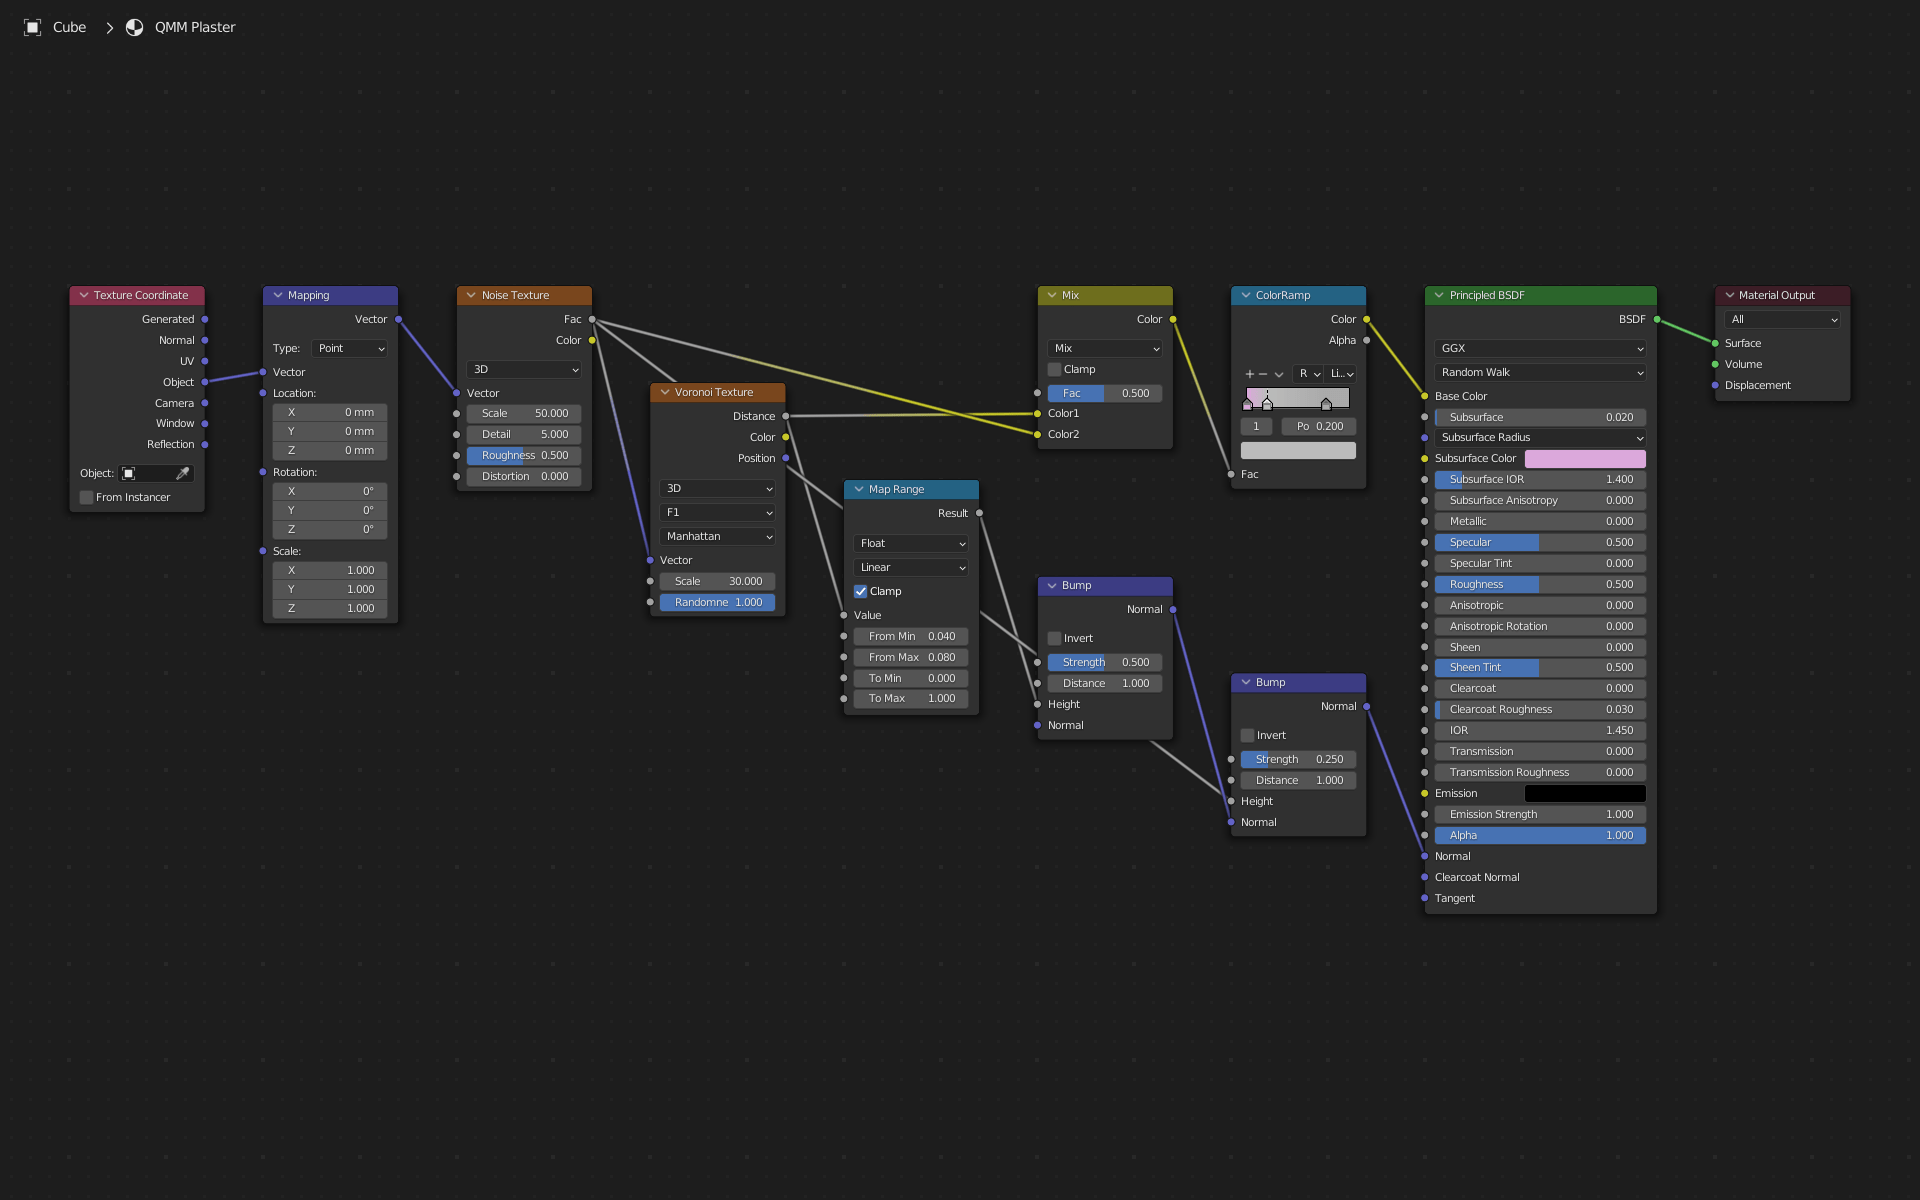 Cube
QMM Plaster
Texture Coordinate
Generated
Normal
UV
Object
Camera
Window
Reflection
Object:
From Instancer
Mapping
Vector
Type: Point
Vector
Location:
X 0 mm
Y 0 mm
Z 0 mm
Rotation:
X 0°
Y 0°
Z 0°
Scale:
X 1.000
Y 1.000
Z 1.000
Noise Texture
Fac
Color
3D
Vector
Scale 50.000
Detail 5.000
Roughness 0.500
Distortion 0.000
Voronoi Texture
Distance
Color
Position
3D
F1
Manhattan
Vector
Scale 30.000
Randomne 1.000
Map Range
Result
Float
Linear
Clamp
Value
From Min 0.040
From Max 0.080
To Min 0.000
To Max 1.000
Mix
Color
Mix
Clamp
Fac 0.500
Color1
Color2
Bump
Normal
Invert
Strength 0.500
Distance 1.000
Height
Normal
ColorRamp
Color
Alpha
R Li...
1 Po 0.200
Fac
Bump
Normal
Invert
Strength 0.250
Distance 1.000
Height
Normal
Principled BSDF
BSDF
GGX
Random Walk
Base Color
Subsurface 0.020
Subsurface Radius
Subsurface Color
Subsurface IOR 1.400
Subsurface Anisotropy 0.000
Metallic 0.000
Specular 0.500
Specular Tint 0.000
Roughness 0.500
Anisotropic 0.000
Anisotropic Rotation 0.000
Sheen 0.000
Sheen Tint 0.500
Clearcoat 0.000
Clearcoat Roughness 0.030
IOR 1.450
Transmission 0.000
Transmission Roughness 0.000
Emission
Emission Strength 1.000
Alpha 1.000
Normal
Clearcoat Normal
Tangent
Material Output
All
Surface
Volume
Displacement